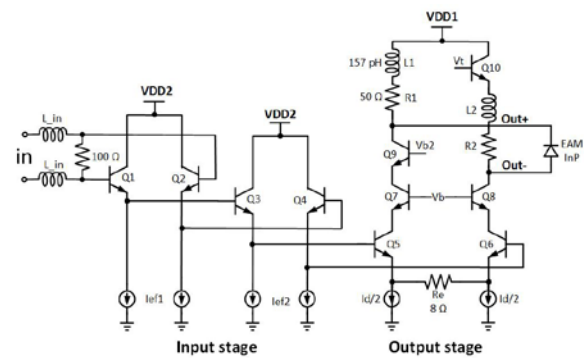 VDD1
157 pH
L1
Vt
Q10
50 Ω
R1
L2
Out+
VDD2
L_in
in
100 Ω
L_in
Q1
Q2
VDD2
Q9
Vb2
R2
EAM
InP
Out-
Q3
Q4
Q7
Vb
Q8
Q5
Q6
Ief1
Ief2
Id/2
Re
8 Ω
Id/2
Input stage
Output stage